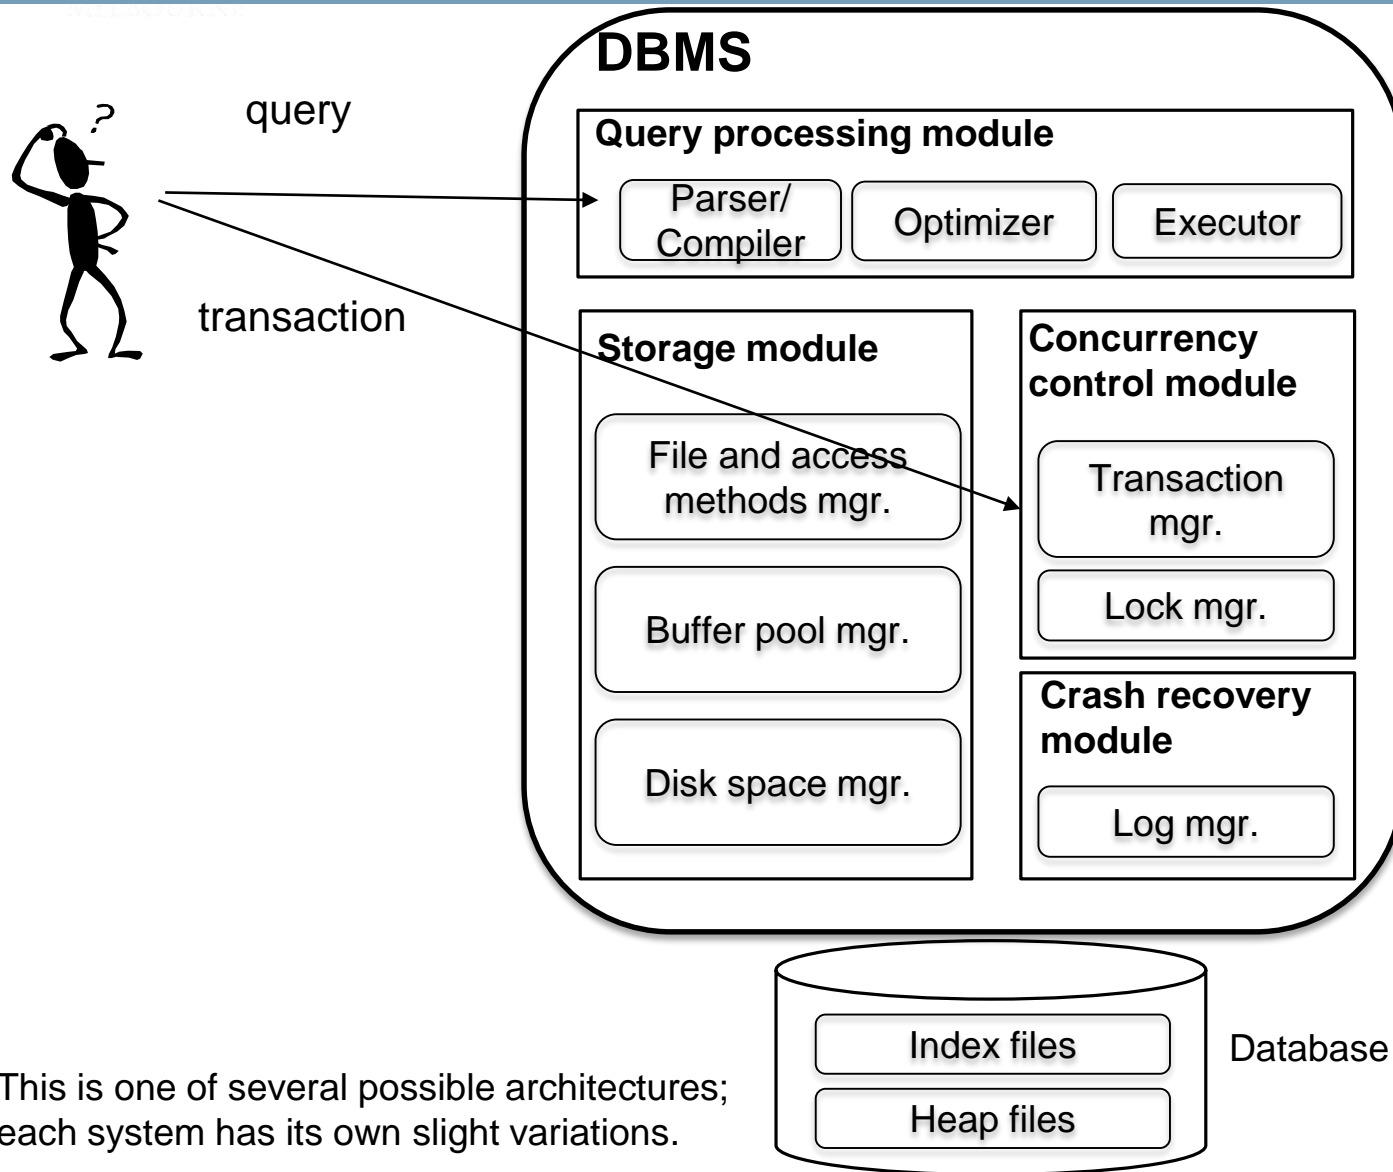 DBMS
query
?
Query processing module
Parser/
Compiler
Optimizer
Executor
transaction
Storage module
File and access
methods mgr.
Buffer pool mgr.
Disk space mgr.
Concurrency
control module
Transaction
mgr.
Lock mgr.
Crash recovery
module
Log mgr.
Index files
Heap files
Database
This is one of several possible architectures;
each system has its own slight variations.